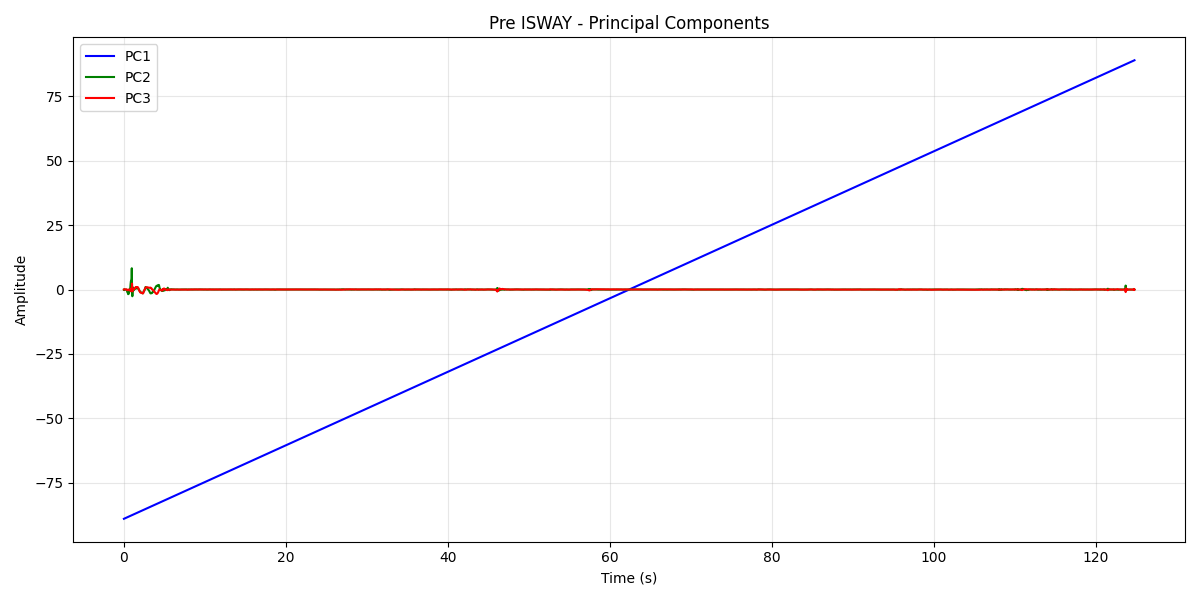 Pre ISWAY - Principal Components
PC1
PC2
PC3
Amplitude
75
50
25
0
−25
−50
−75
0 20 40 60 80 100 120
Time (s)